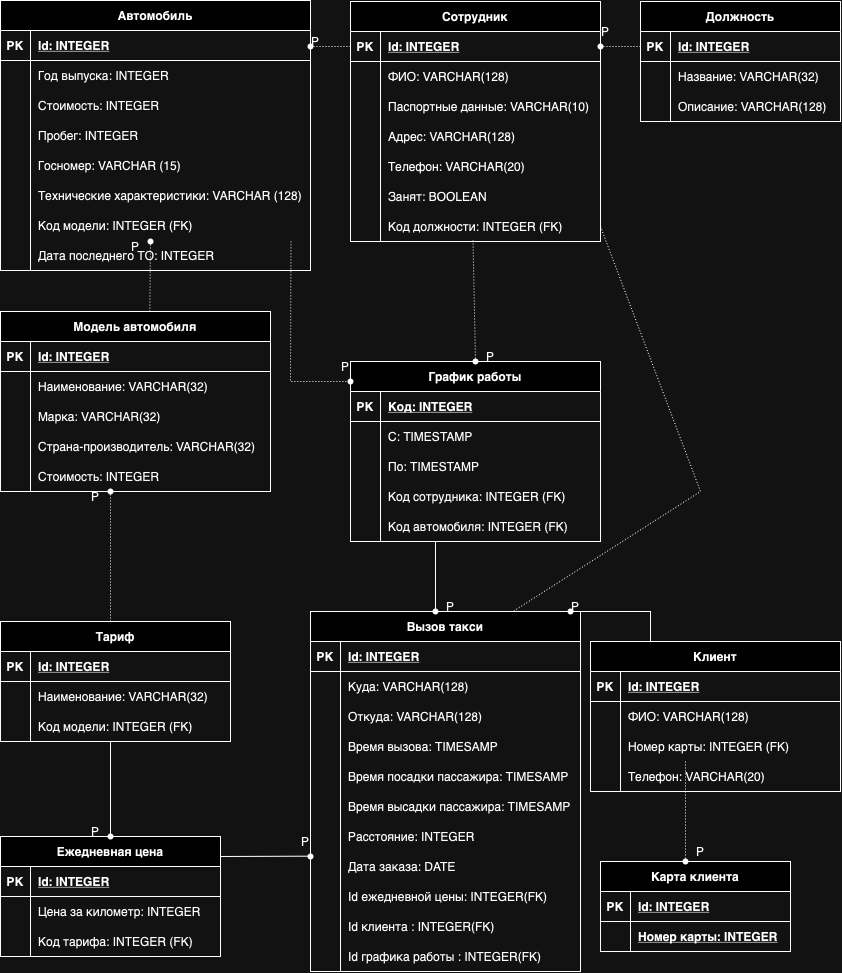 Автомобиль
PK Id: INTEGER
Год выпуска: INTEGER
Стоимость: INTEGER
Пробег: INTEGER
Госномер: VARCHAR (15)
Технические характеристики: VARCHAR (128)
Код модели: INTEGER (FK)
P
Дата последнего ТО: INTEGER
P
Сотрудник
PK Id: INTEGER
ФИО: VARCHAR(128)
Паспортные данные: VARCHAR(10)
Адрес: VARCHAR(128)
Телефон: VARCHAR(20)
Занят: BOOLEAN
Код должности: INTEGER (FK)
P
Должность
PK Id: INTEGER
Название: VARCHAR(32)
Описание: VARCHAR(128)
Модель автомобиля
PK Id: INTEGER
Наименование: VARCHAR(32)
Марка: VARCHAR(32)
Страна-производитель: VARCHAR(32)
Стоимость: INTEGER
P
P
P
График работы
PK Код: INTEGER
С: TIMESTAMP
По: TIMESTAMP
Код сотрудника: INTEGER (FK)
Код автомобиля: INTEGER (FK)
Тариф
PK Id: INTEGER
Наименование: VARCHAR(32)
Код модели: INTEGER (FK)
P
P
P
Вызов такси
PK Id: INTEGER
Куда: VARCHAR(128)
Откуда: VARCHAR(128)
Время вызова: TIMESAMP
Время посадки пассажира: TIMESAMP
Время высадки пассажира: TIMESAMP
Расстояние: INTEGER
Дата заказа: DATE
Id ежедневной цены: INTEGER(FK)
Id клиента : INTEGER(FK)
Id графика работы : INTEGER(FK)
Клиент
PK Id: INTEGER
ФИО: VARCHAR(128)
Номер карты: INTEGER (FK)
Телефон: VARCHAR(20)
P
Ежедневная цена
PK Id: INTEGER
Цена за километр: INTEGER
Код тарифа: INTEGER (FK)
P
P
Карта клиента
PK Id: INTEGER
Номер карты: INTEGER